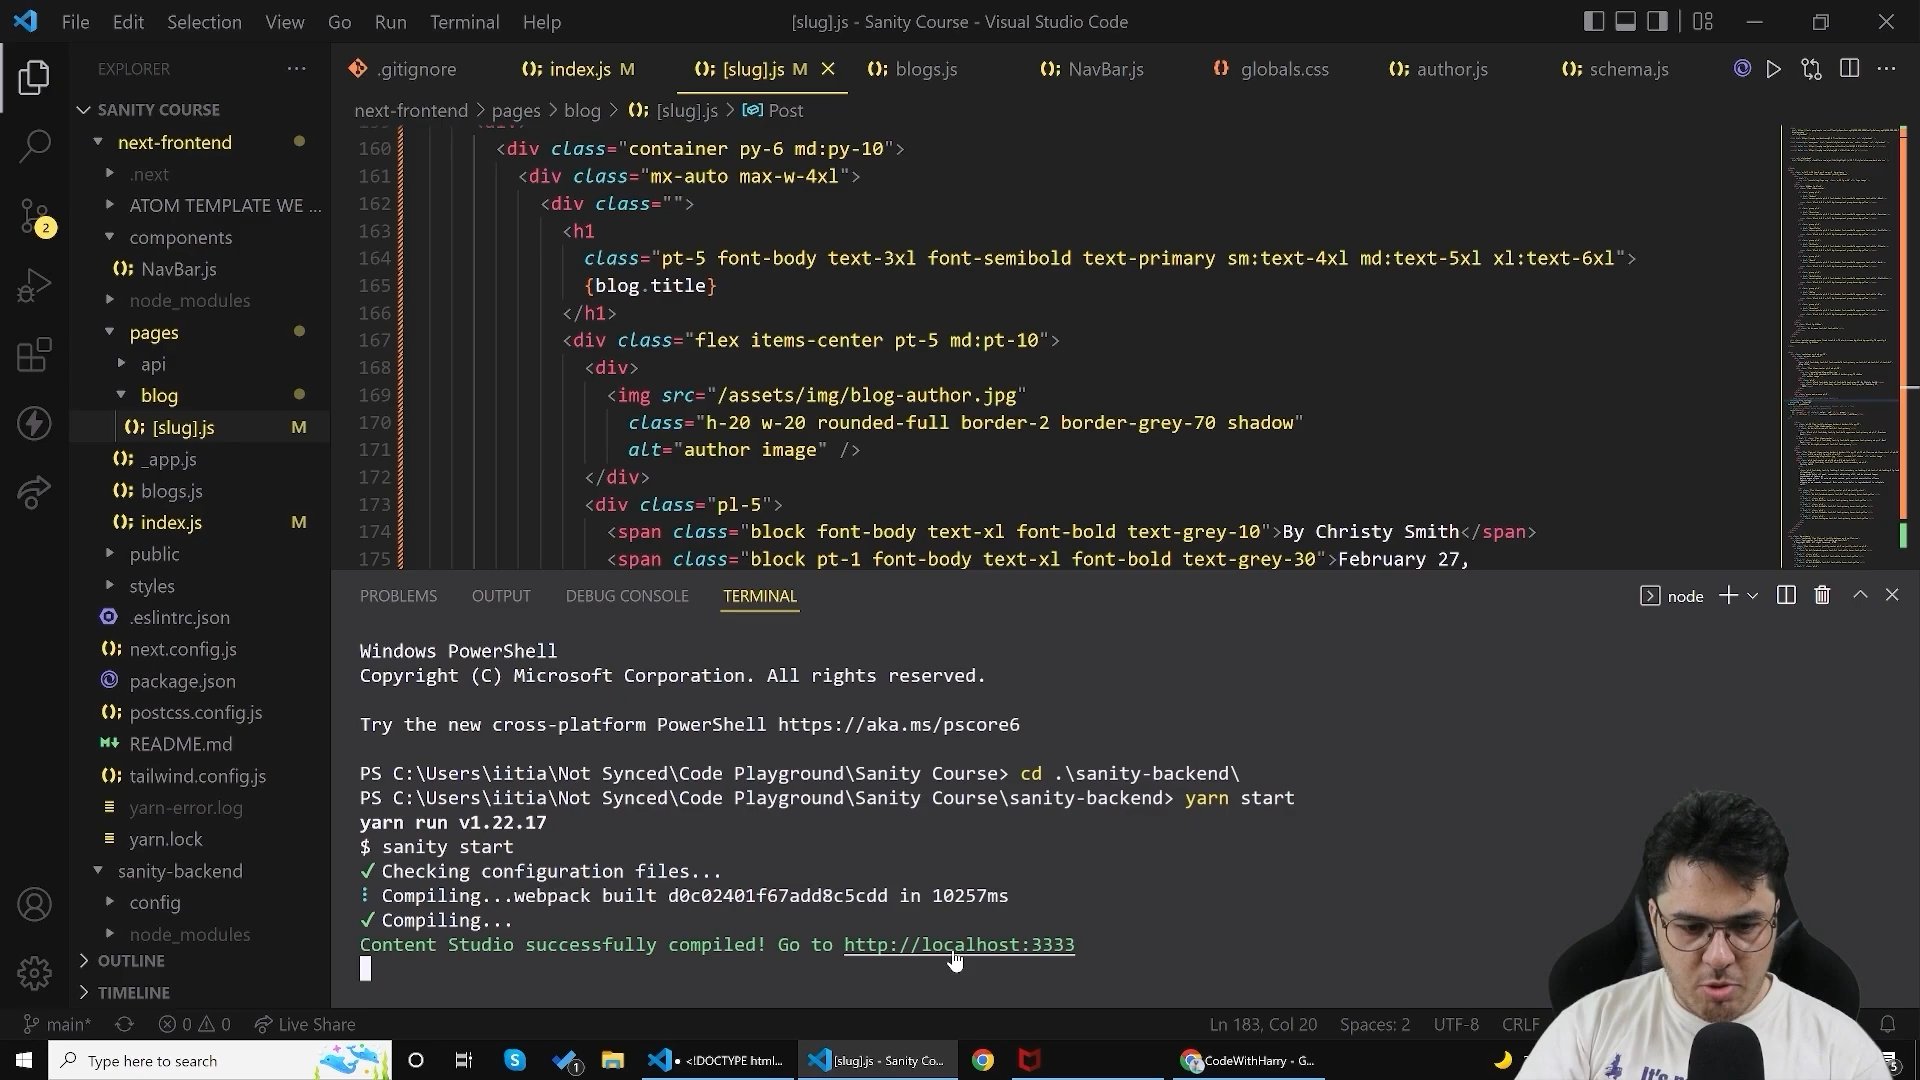 File Edit Selection View Go Run Terminal Help
[slug].js - Sanity Course - Visual Studio Code
EXPLORER
.gitignore
index.js M
[slug].js M
blogs.js
NavBar.js
globals.css
author.js
schema.js
SANITY COURSE
next-frontend > pages > blog > [slug].js > Post
next-frontend
.next
ATOM TEMPLATE WE ...
components
NavBar.js
node_modules
pages
api
blog
[slug].js M
_app.js
blogs.js
index.js M
public
styles
.eslintrc.json
next.config.js
package.json
postcss.config.js
README.md
tailwind.config.js
yarn-error.log
yarn.lock
sanity-backend
config
node_modules
OUTLINE
TIMELINE
2
160 <div class="container py-6 md:py-10">
161 <div class="mx-auto max-w-4xl">
162 <div class="">
163 <h1
164 class="pt-5 font-body text-3xl font-semibold text-primary sm:text-4xl md:text-5xl xl:text-6xl">
165 {blog.title}
166 </h1>
167 <div class="flex items-center pt-5 md:pt-10">
168 <div>
169 <img src="/assets/img/blog-author.jpg"
170 class="h-20 w-20 rounded-full border-2 border-grey-70 shadow"
171 alt="author image" />
172 </div>
173 <div class="pl-5">
174 <span class="block font-body text-xl font-bold text-grey-10">By Christy Smith</span>
175 <span class="block pt-1 font-body text-xl font-bold text-grey-30">February 27,
PROBLEMS OUTPUT DEBUG CONSOLE TERMINAL
node
Windows PowerShell
Copyright (C) Microsoft Corporation. All rights reserved.
Try the new cross-platform PowerShell https://aka.ms/pscore6
PS C:\Users\iitia\Not Synced\Code Playground\Sanity Course> cd .\sanity-backend\
PS C:\Users\iitia\Not Synced\Code Playground\Sanity Course\sanity-backend> yarn start
yarn run v1.22.17
$ sanity start
✓ Checking configuration files...
⋮ Compiling...webpack built d0c02401f67add8c5cdd in 10257ms
✓ Compiling...
Content Studio successfully compiled! Go to http://localhost:3333
main* 0 0 Live Share
Ln 183, Col 20 Spaces: 2 UTF-8 CRLF
Type here to search
1
<!DOCTYPE html...
[slug].js - Sanity Co...
CodeWithHarry - G...
5